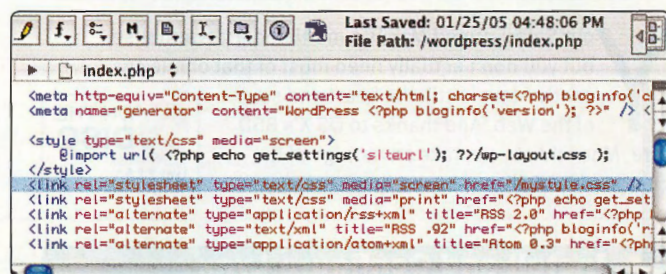 Last Saved: 01/25/05 04:48:06 PM
File Path: /wordpress/index.php
index.php
<meta http-equiv="Content-Type" content="text/html; charset=<?php bloginfo('c
<meta name="generator" content="WordPress <?php bloginfo('version'); ?>" /> <
<style type="text/css" media="screen">
@import url( <?php echo get_settings('siteurl'); ?>/wp-layout.css );
</style>
<link rel="stylesheet" type="text/css" media="screen" href="/mystyle.css" />
<link rel="stylesheet" type="text/css" media="print" href="<?php echo get_set
<link rel="alternate" type="application/rss+xml" title="RSS 2.0" href="<?php
<link rel="alternate" type="text/xml" title="RSS .92" href="<?php bloginfo('r
<link rel="alternate" type="application/atom+xml" title="Atom 0.3" href="<?ph